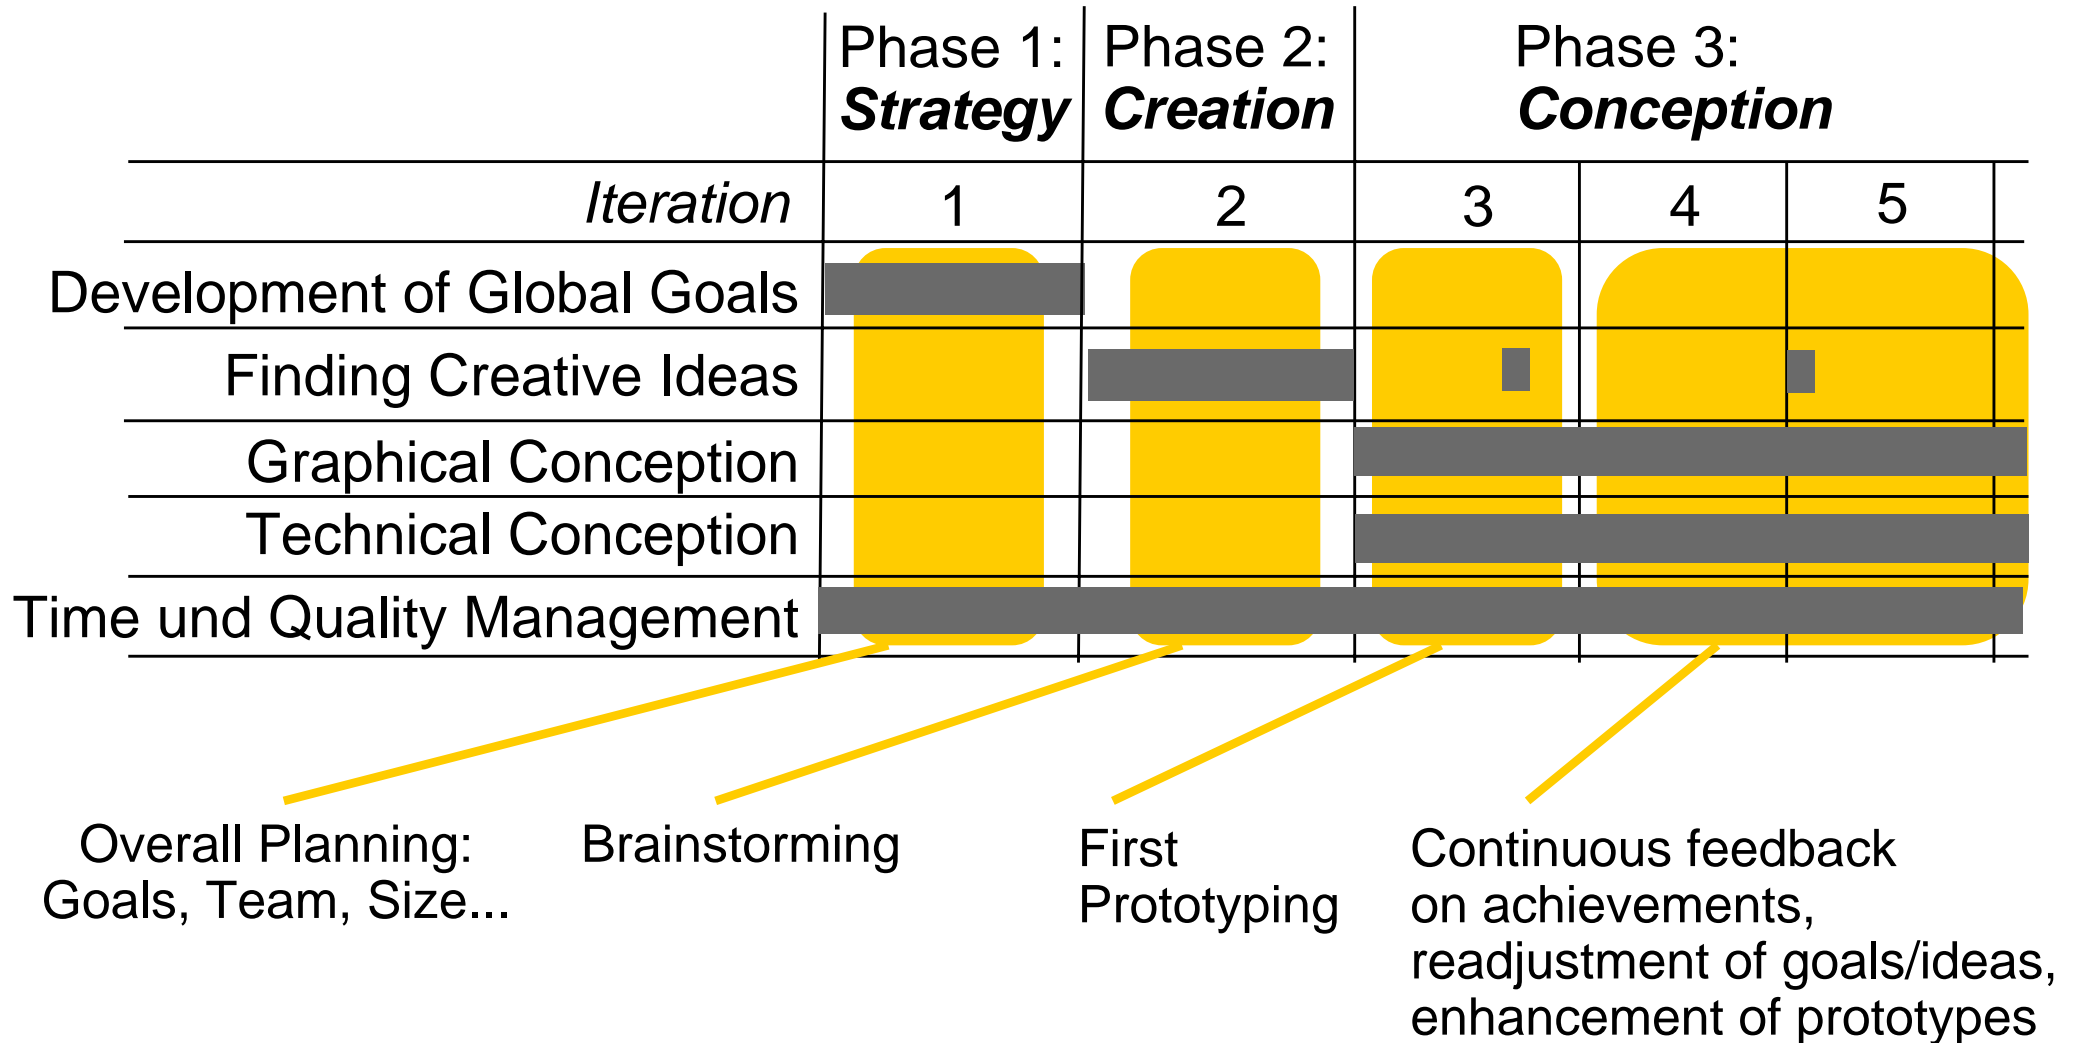 Phase 1:
Strategy
Phase 2:
Creation
Phase 3:
Conception
Iteration 1 2 3 4 5
Development of Global Goals
Finding Creative Ideas
Graphical Conception
Technical Conception
Time und Quality Management
Overall Planning:
Goals, Team, Size...
Brainstorming
First
Prototyping
Continuous feedback
on achievements,
readjustment of goals/ideas,
enhancement of prototypes